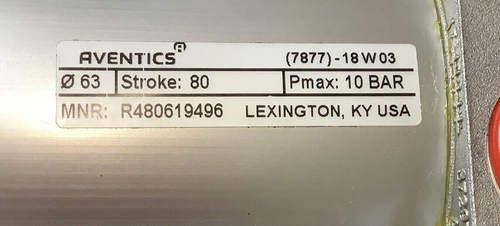 AVENTICS® (7877)-18W03
Ø 63 Stroke: 80 Pmax: 10 BAR
MNR: R480619496 LEXINGTON, KY USA